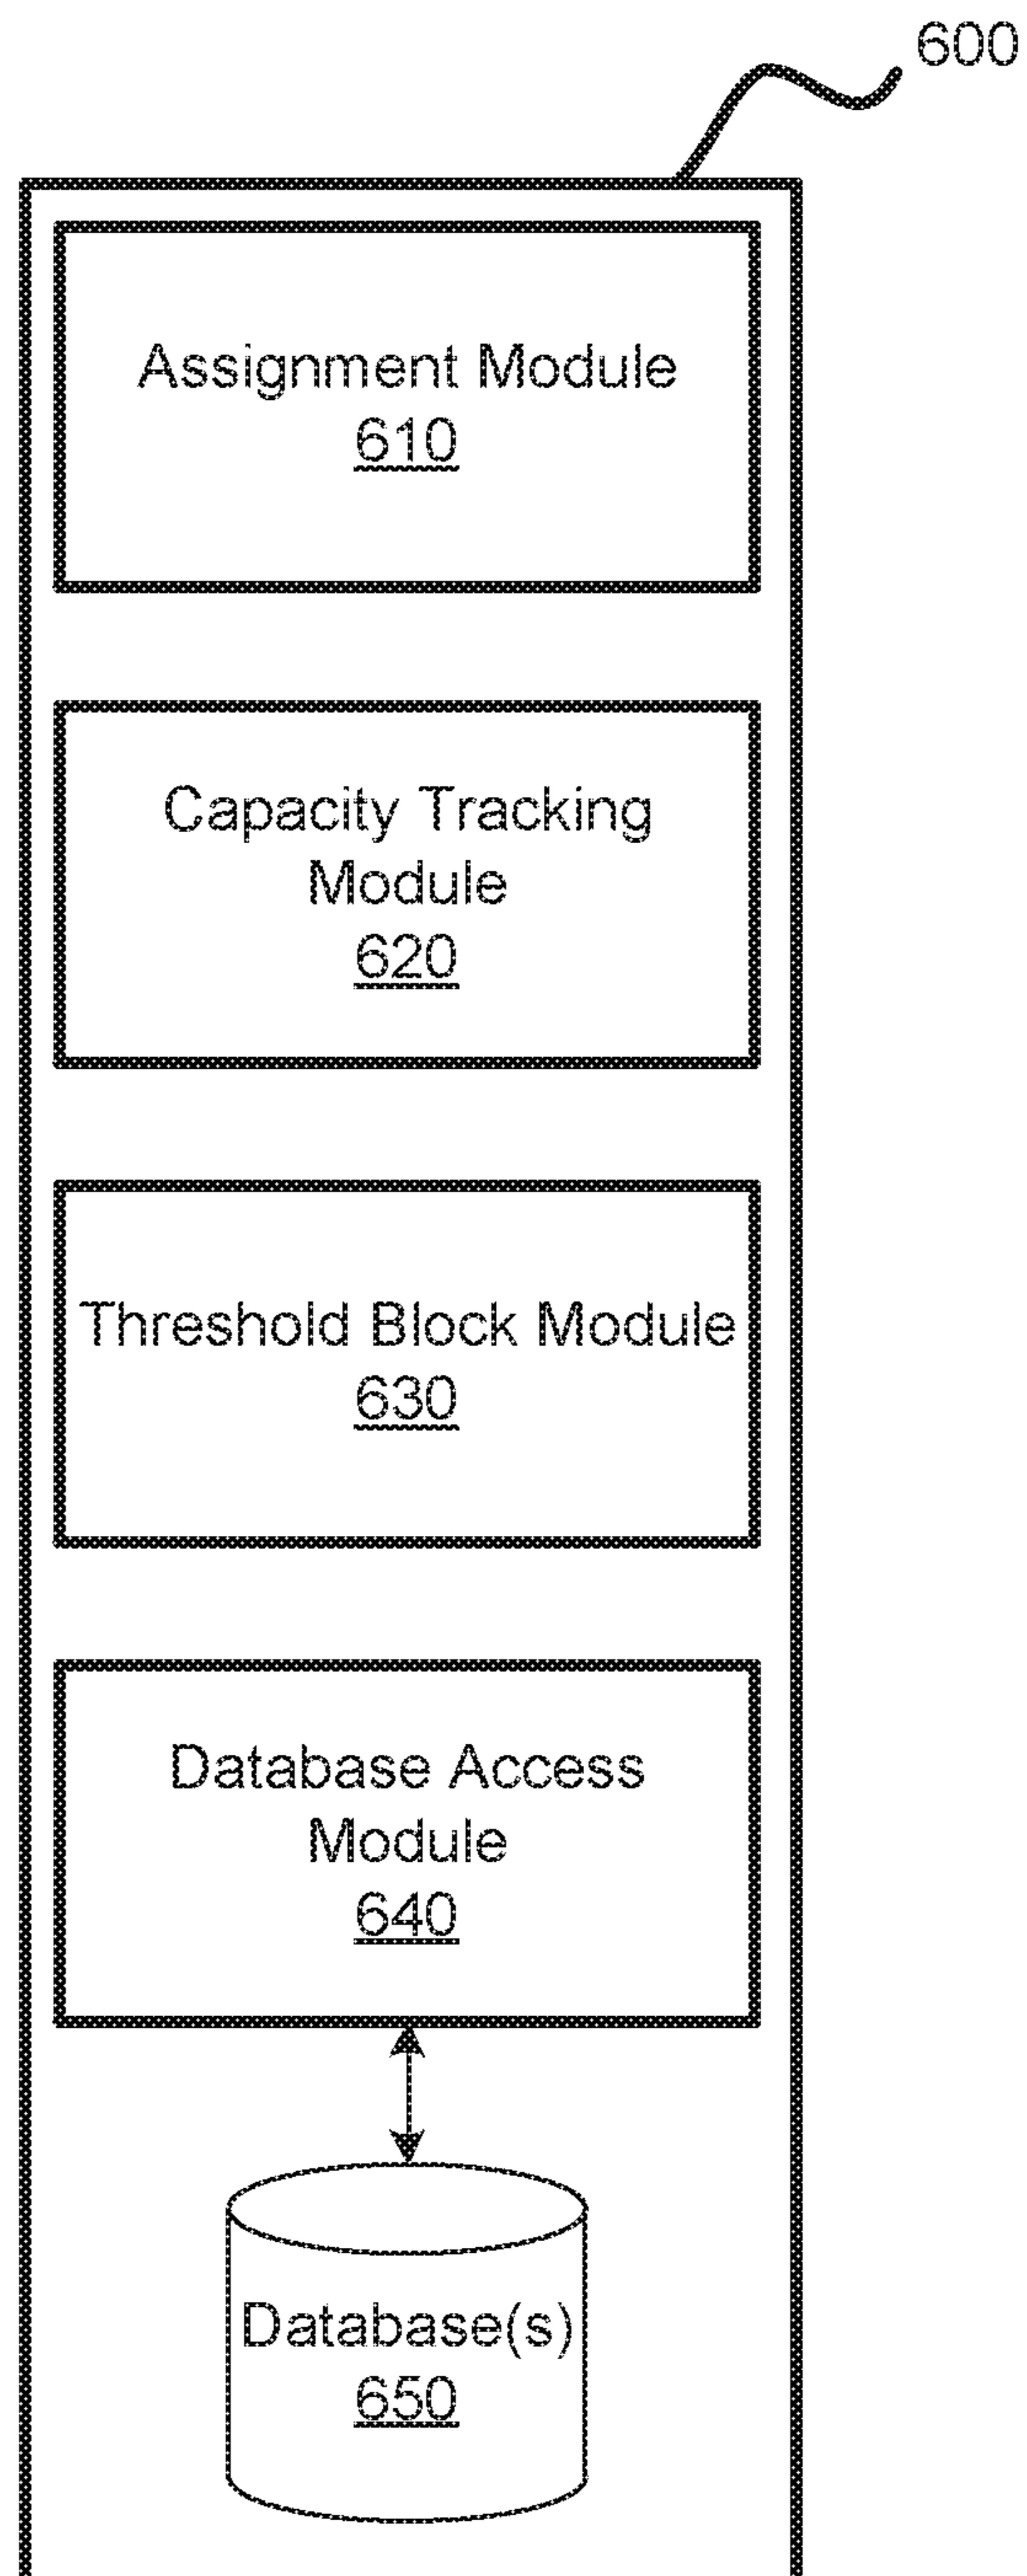 600
Assignment Module
610
Capacity Tracking
Module
620
Threshold Block Module
630
Database Access
Module
640
Database(s)
650